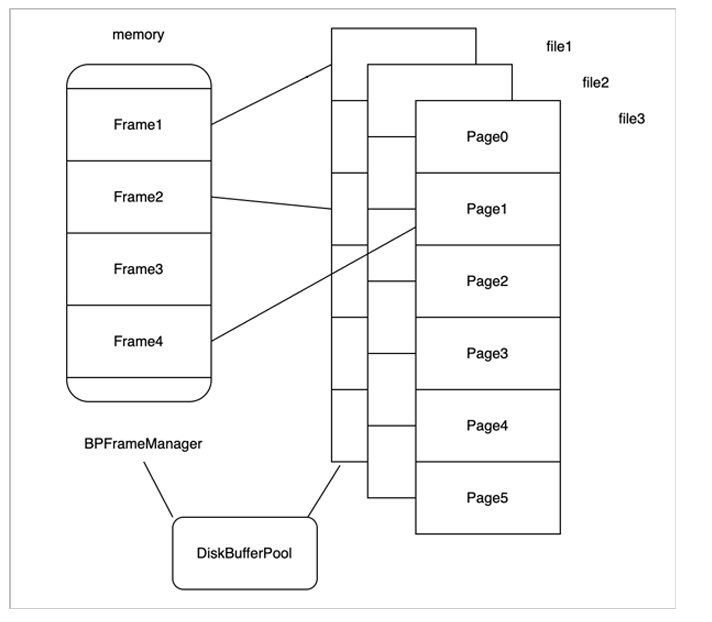 memory
file1
file2
file3
Frame1
Frame2
Frame3
Frame4
Page0
Page1
Page2
Page3
Page4
Page5
BPFrameManager
DiskBufferPool